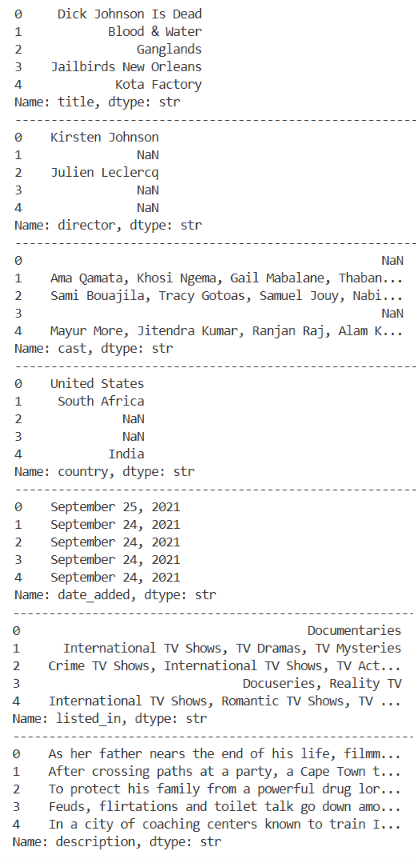 0    Dick Johnson Is Dead
1           Blood & Water
2               Ganglands
3    Jailbirds New Orleans
4            Kota Factory
Name: title, dtype: str
--------------------------------------------------
0    Kirsten Johnson
1                NaN
2    Julien Leclercq
3                NaN
4                NaN
Name: director, dtype: str
--------------------------------------------------
0                                                  NaN
1    Ama Qamata, Khosi Ngema, Gail Mabalane, Thaban...
2    Sami Bouajila, Tracy Gotoas, Samuel Jouy, Nabi...
3                                                  NaN
4    Mayur More, Jitendra Kumar, Ranjan Raj, Alam K...
Name: cast, dtype: str
--------------------------------------------------
0    United States
1     South Africa
2              NaN
3              NaN
4            India
Name: country, dtype: str
--------------------------------------------------
0    September 25, 2021
1    September 24, 2021
2    September 24, 2021
3    September 24, 2021
4    September 24, 2021
Name: date_added, dtype: str
--------------------------------------------------
0                                        Documentaries
1      International TV Shows, TV Dramas, TV Mysteries
2    Crime TV Shows, International TV Shows, TV Act...
3                               Docuseries, Reality TV
4    International TV Shows, Romantic TV Shows, TV ...
Name: listed_in, dtype: str
--------------------------------------------------
0    As her father nears the end of his life, filmm...
1    After crossing paths at a party, a Cape Town t...
2    To protect his family from a powerful drug lor...
3    Feuds, flirtations and toilet talk go down amo...
4    In a city of coaching centers known to train I...
Name: description, dtype: str